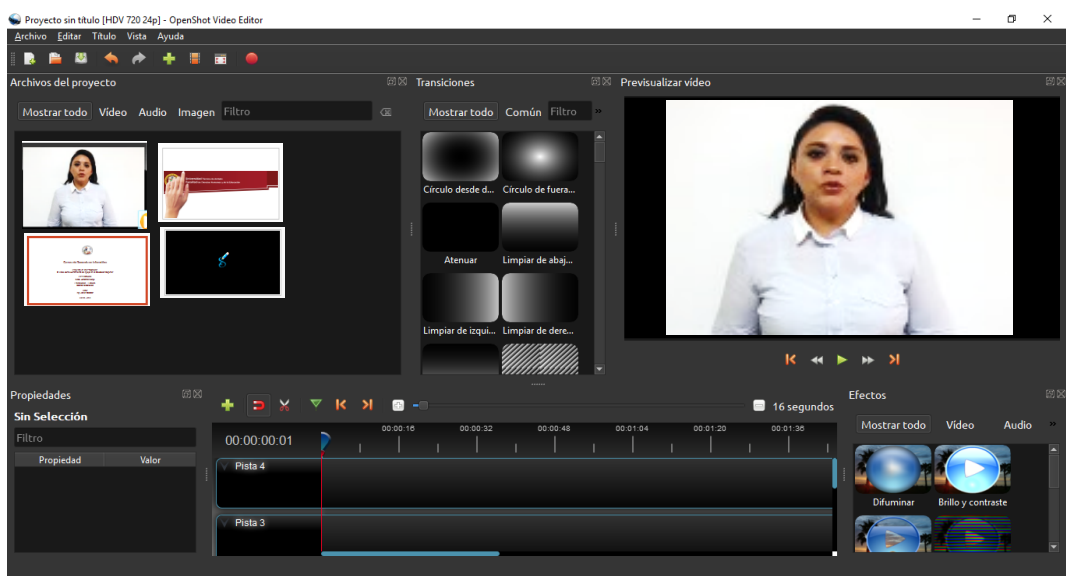 Proyecto sin título [HDV 720 24p] - OpenShot Video Editor
Archivo Editar Título Vista Ayuda
Archivos del proyecto
Mostrar todo Vídeo Audio Imagen Filtro
Transiciones
Mostrar todo Común Filtro
Círculo desde d... Círculo de fuera...
Atenuar Limpiar de abaj...
Limpiar de izqui... Limpiar de dere...
Previsualizar vídeo
Propiedades
Sin Selección
Filtro
Propiedad Valor
16 segundos
00:00:00:01
00:00:16 00:00:32 00:00:48 00:01:04 00:01:20 00:01:36
Pista 4
Pista 3
Efectos
Mostrar todo Vídeo Audio
Difuminar Brillo y contraste